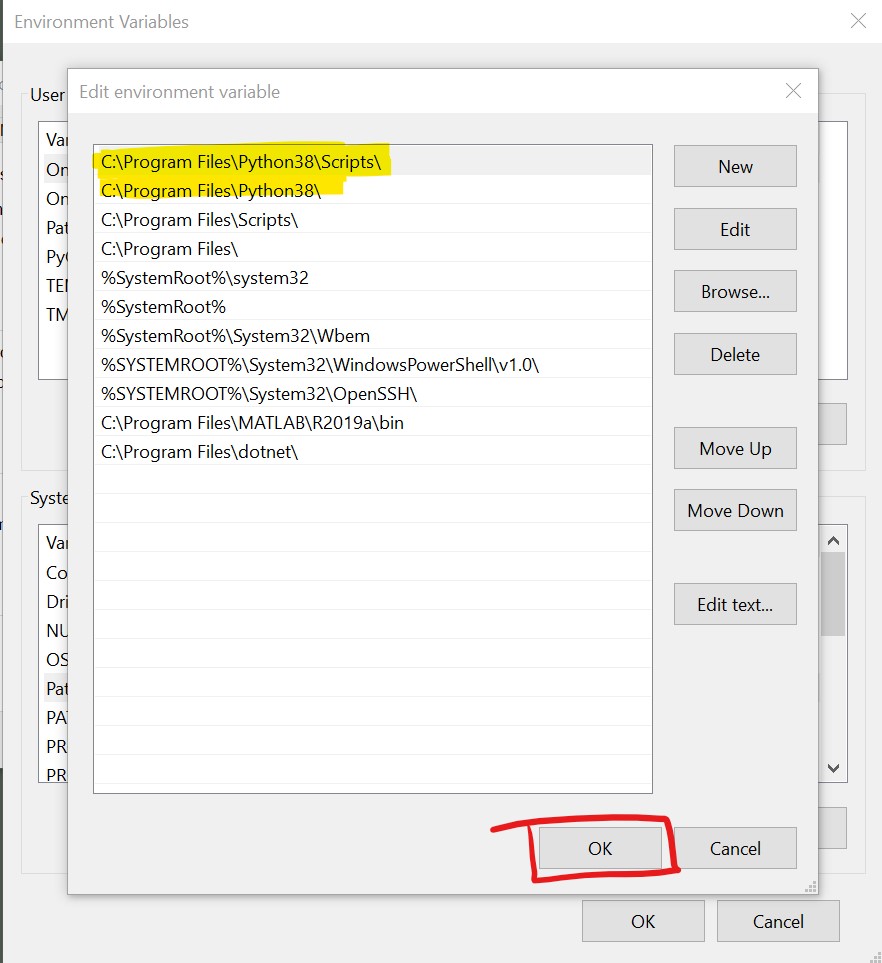 Environment Variables
Edit environment variable
User
C:\Program Files\Python38\Scripts\
C:\Program Files\Python38\
C:\Program Files\Scripts\
C:\Program Files\
%SystemRoot%\system32
%SystemRoot%
%SystemRoot%\System32\Wbem
%SYSTEMROOT%\System32\WindowsPowerShell\v1.0\
%SYSTEMROOT%\System32\OpenSSH\
C:\Program Files\MATLAB\R2019a\bin
C:\Program Files\dotnet\
New
Edit
Browse...
Delete
Move Up
Move Down
Edit text...
OK
Cancel
Va
On
On
Pat
Py
TE
TM
Syste
Va
Co
Dri
NU
OS
Pat
PA
PR
PR
OK
Cancel